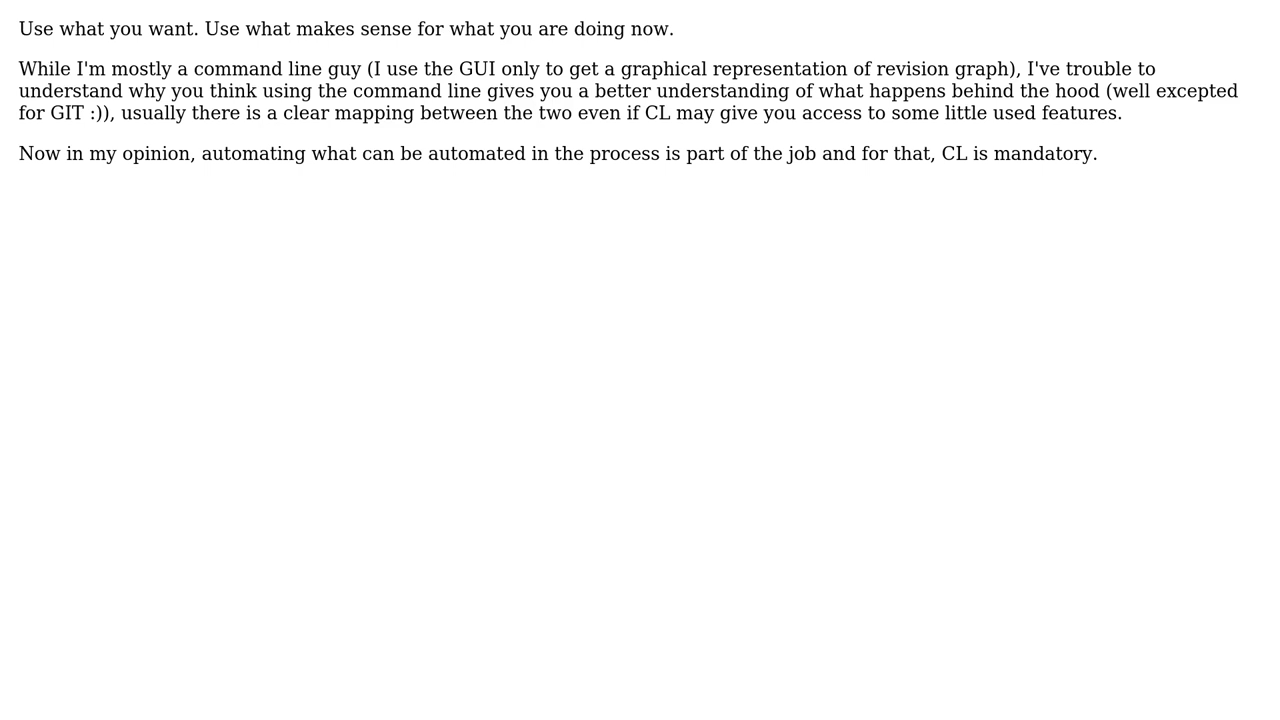 Use what you want. Use what makes sense for what you are doing now.
While I'm mostly a command line guy (I use the GUI only to get a graphical representation of revision graph), I've trouble to
understand why you think using the command line gives you a better understanding of what happens behind the hood (well excepted
for GIT :)), usually there is a clear mapping between the two even if CL may give you access to some little used features.
Now in my opinion, automating what can be automated in the process is part of the job and for that, CL is mandatory.